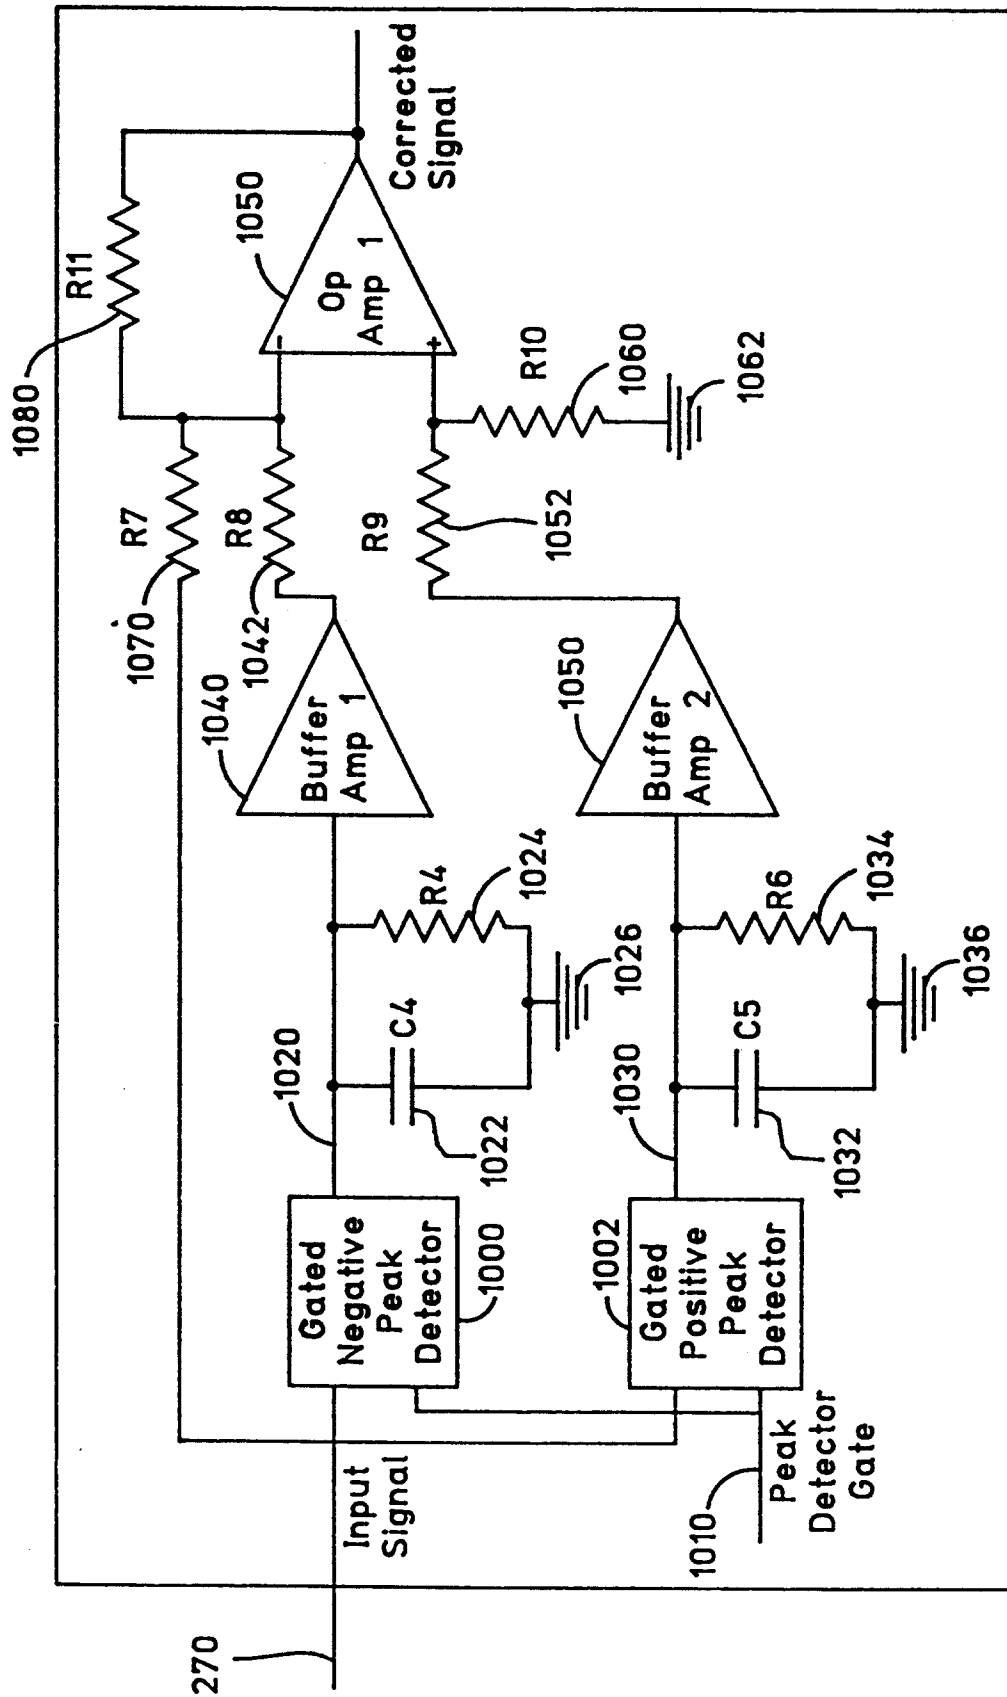 270
Input
Signal
1010
Peak
Detector
Gate
Gated
Negative
Peak
Detector
1000
1002
Gated
Positive
Peak
Detector
1020
1022
C4
R4
1024
1026
1030
1032
C5
R6
1034
1036
1040
Buffer
Amp 1
1050
Buffer
Amp 2
1070
R7
1042
R8
R9
1052
1080
R11
1050
Op
Amp 1
-
+
R10
1060
1062
Corrected
Signal